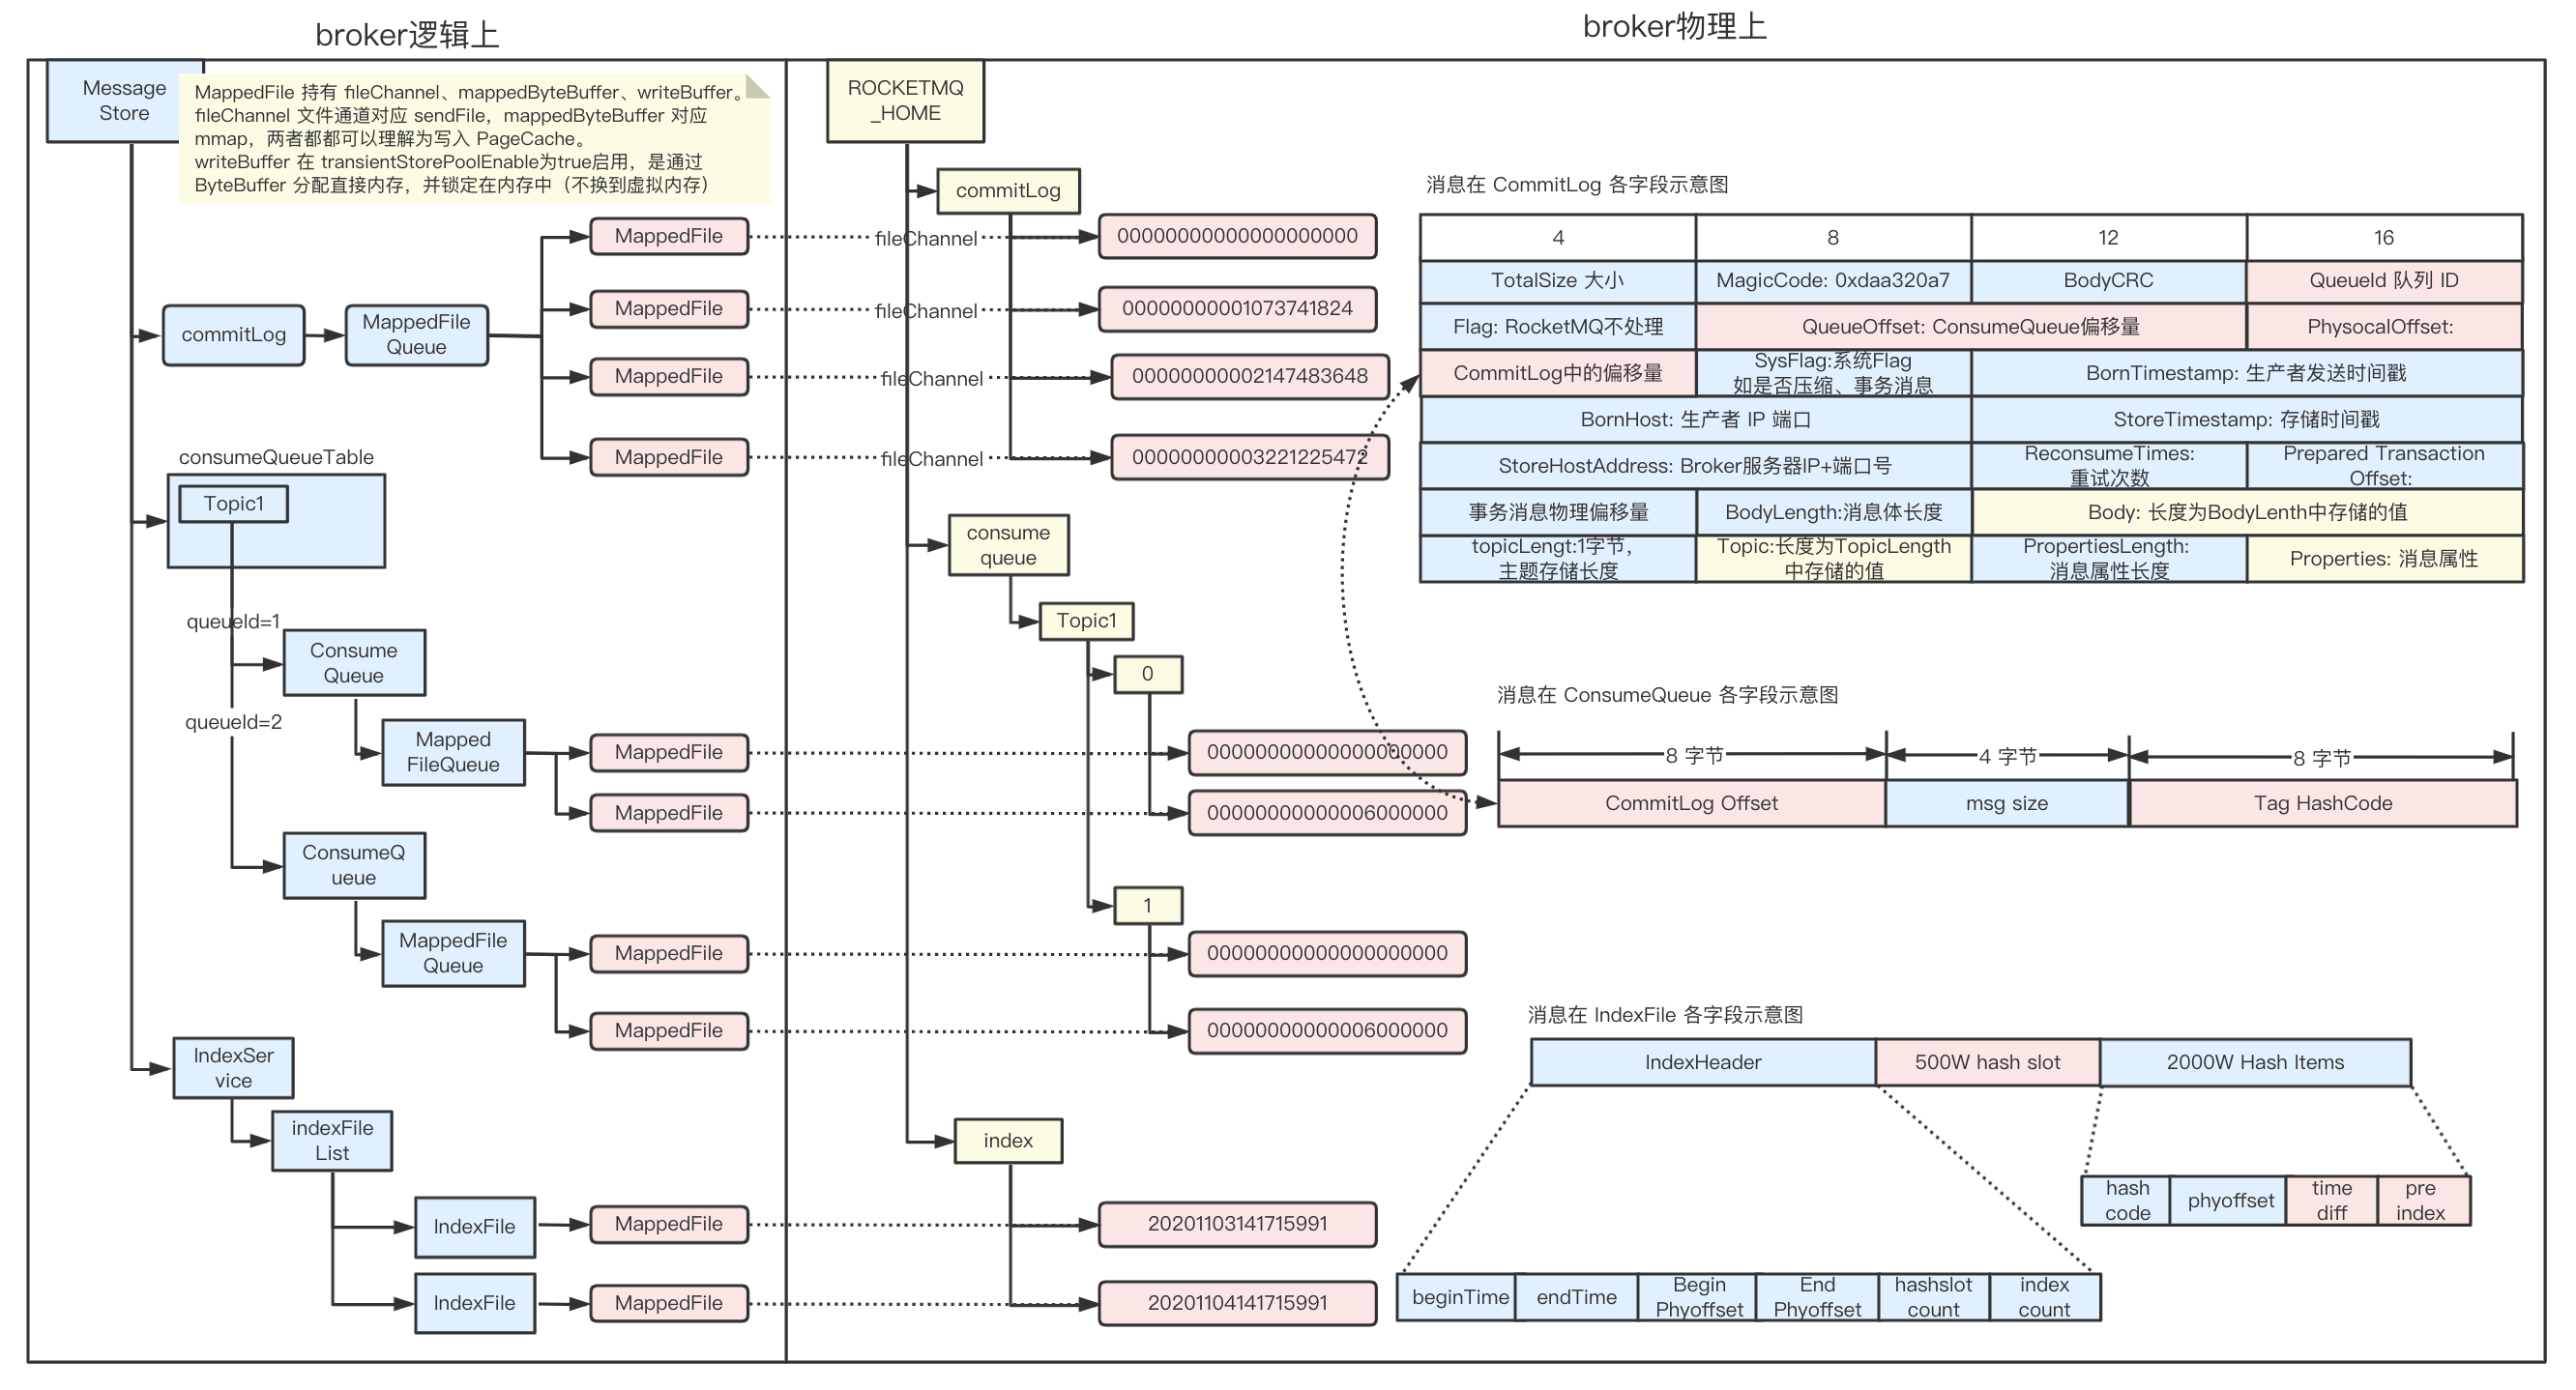 broker逻辑上
broker物理上
Message
Store
MappedFile 持有 fileChannel、mappedByteBuffer、writeBuffer。
fileChannel 文件通道对应 sendFile，mappedByteBuffer 对应
mmap，两者都都可以理解为写入 PageCache。
writeBuffer 在 transientStorePoolEnable为true启用，是通过
ByteBuffer 分配直接内存，并锁定在内存中（不换到虚拟内存）
commitLog
MappedFile
Queue
MappedFile
MappedFile
MappedFile
MappedFile
fileChannel
fileChannel
fileChannel
fileChannel
consumeQueueTable
Topic1
queueId=1
Consume
Queue
queueId=2
Mapped
FileQueue
MappedFile
MappedFile
ConsumeQ
ueue
MappedFile
Queue
MappedFile
MappedFile
IndexSer
vice
indexFile
List
IndexFile
MappedFile
IndexFile
MappedFile
ROCKETMQ
_HOME
commitLog
00000000000000000000
00000000001073741824
00000000002147483648
00000000003221225472
consume
queue
Topic1
0
00000000000000000000
00000000000006000000
1
00000000000000000000
00000000000006000000
index
20201103141715991
20201104141715991
消息在 CommitLog 各字段示意图
4
8
12
16
TotalSize 大小
MagicCode: 0xdaa320a7
BodyCRC
QueueId 队列 ID
Flag: RocketMQ不处理
QueueOffset: ConsumeQueue偏移量
PhysocalOffset:
CommitLog中的偏移量
SysFlag:系统Flag
如是否压缩、事务消息
BornTimestamp: 生产者发送时间戳
BornHost: 生产者 IP 端口
StoreTimestamp: 存储时间戳
StoreHostAddress: Broker服务器IP+端口号
ReconsumeTimes:
重试次数
Prepared Transaction
Offset:
事务消息物理偏移量
BodyLength:消息体长度
Body: 长度为BodyLenth中存储的值
topicLengt:1字节，
主题存储长度
Topic:长度为TopicLength
中存储的值
PropertiesLength:
消息属性长度
Properties: 消息属性
消息在 ConsumeQueue 各字段示意图
8 字节
4 字节
8 字节
CommitLog Offset
msg size
Tag HashCode
消息在 IndexFile 各字段示意图
IndexHeader
500W hash slot
2000W Hash Items
hash
code
phyoffset
time
diff
pre
index
beginTime
endTime
Begin
Phyoffset
End
Phyoffset
hashslot
count
index
count